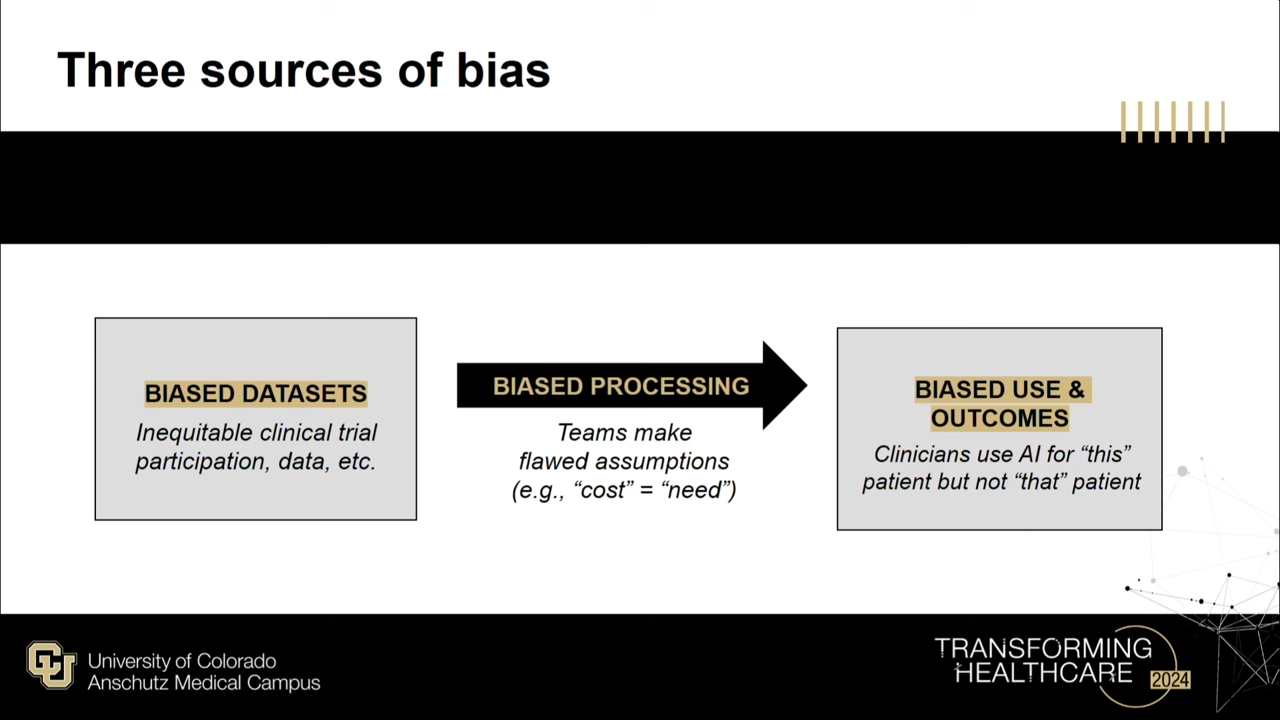 Three sources of bias
BIASED DATASETS
Inequitable clinical trial
participation, data, etc.
BIASED PROCESSING
Teams make
flawed assumptions
(e.g., “cost” = “need”)
BIASED USE &
OUTCOMES
Clinicians use AI for “this”
patient but not “that” patient
CU
University of Colorado
Anschutz Medical Campus
TRANSFORMING
HEALTHCARE
2024